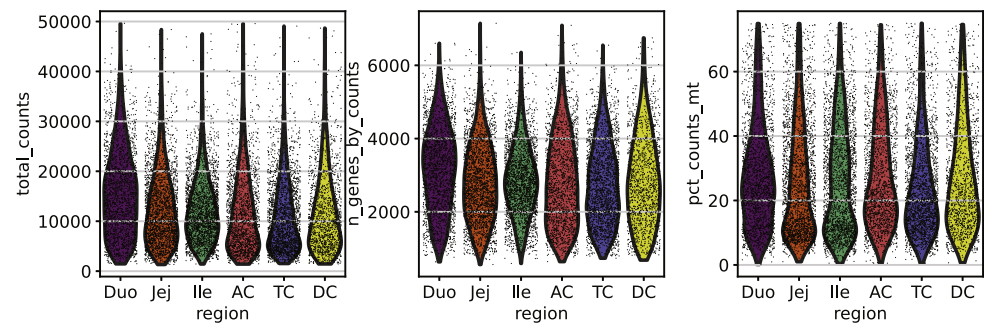 total_counts
50000
40000
30000
20000
10000
0
Duo Jej Ile AC TC DC
region
n_genes_by_counts
6000
4000
2000
Duo Jej Ile AC TC DC
region
pct_counts_mt
60
40
20
0
Duo Jej Ile AC TC DC
region